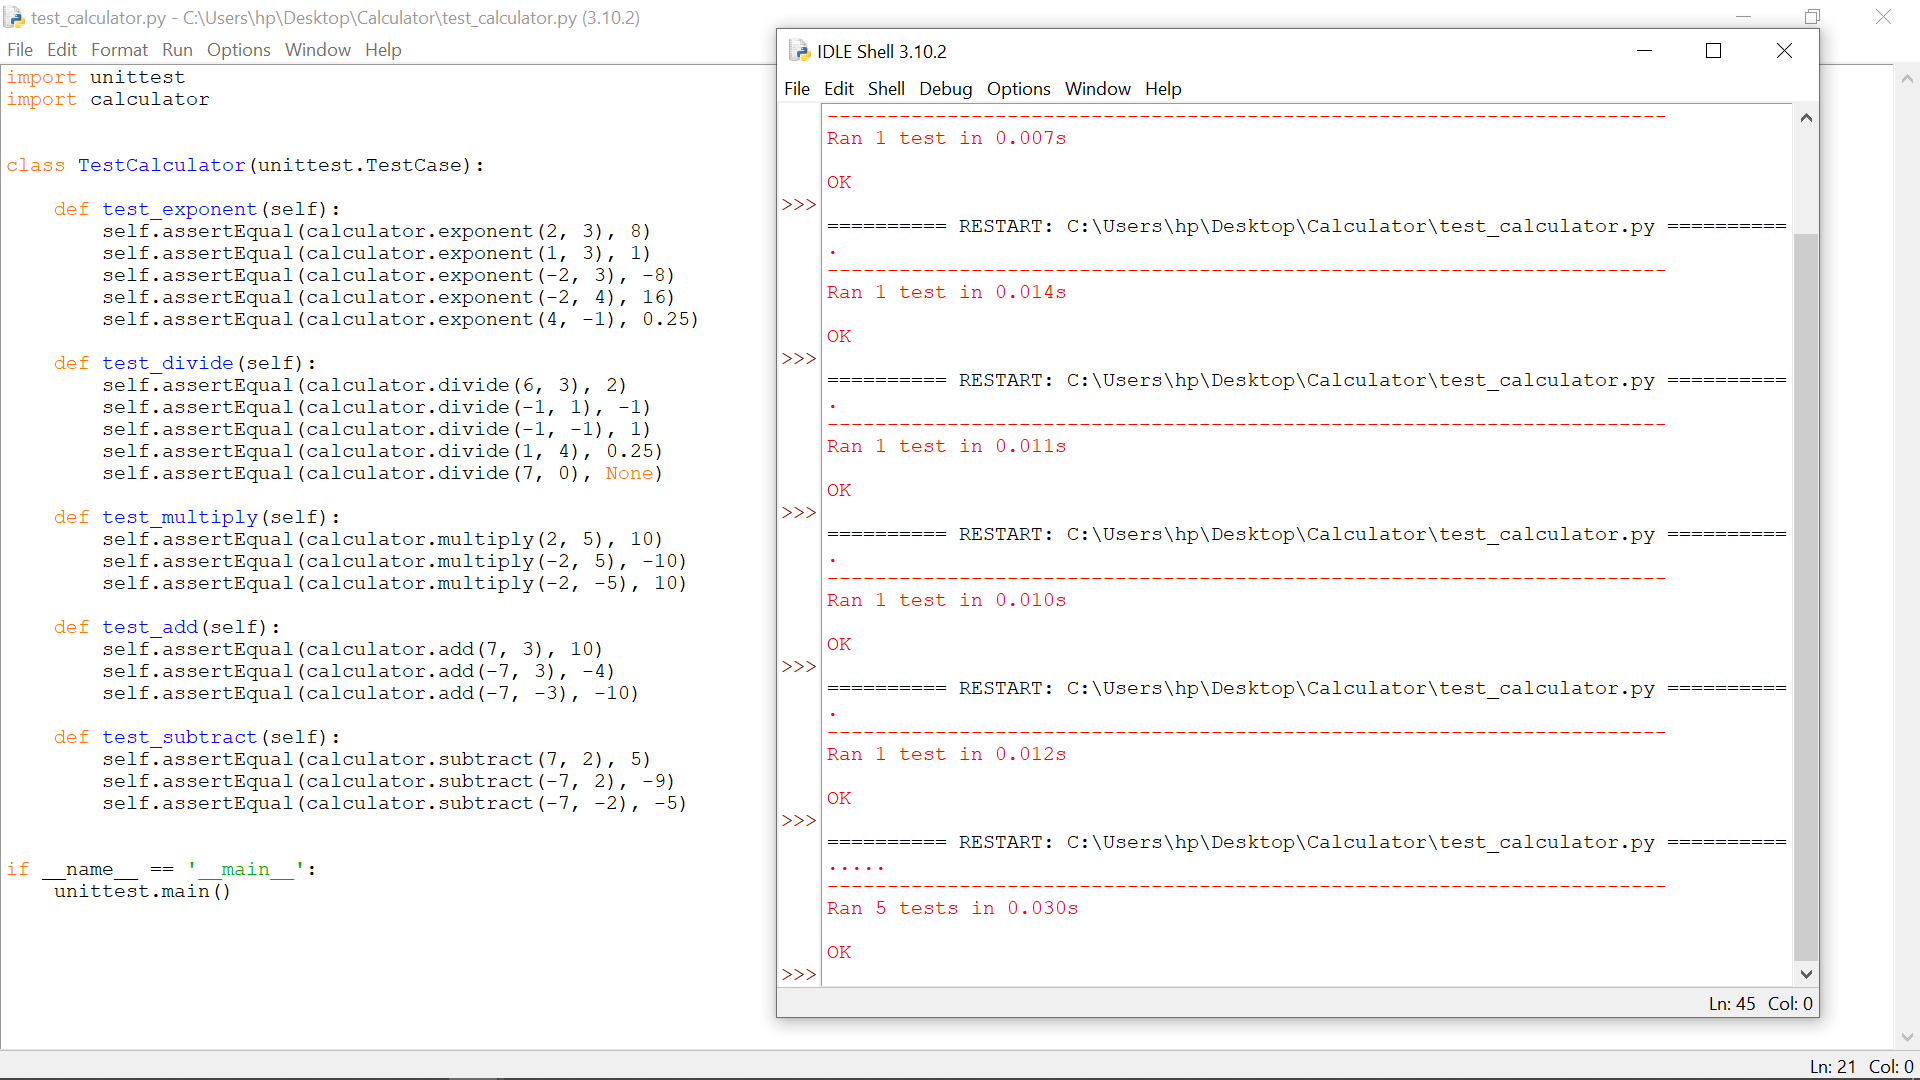 test_calculator.py - C:\Users\hp\Desktop\Calculator\test_calculator.py (3.10.2)
File Edit Format Run Options Window Help
import unittest
import calculator
class TestCalculator(unittest.TestCase):
    def test_exponent(self):
        self.assertEqual(calculator.exponent(2, 3), 8)
        self.assertEqual(calculator.exponent(1, 3), 1)
        self.assertEqual(calculator.exponent(-2, 3), -8)
        self.assertEqual(calculator.exponent(-2, 4), 16)
        self.assertEqual(calculator.exponent(4, -1), 0.25)
    def test_divide(self):
        self.assertEqual(calculator.divide(6, 3), 2)
        self.assertEqual(calculator.divide(-1, 1), -1)
        self.assertEqual(calculator.divide(-1, -1), 1)
        self.assertEqual(calculator.divide(1, 4), 0.25)
        self.assertEqual(calculator.divide(7, 0), None)
    def test_multiply(self):
        self.assertEqual(calculator.multiply(2, 5), 10)
        self.assertEqual(calculator.multiply(-2, 5), -10)
        self.assertEqual(calculator.multiply(-2, -5), 10)
    def test_add(self):
        self.assertEqual(calculator.add(7, 3), 10)
        self.assertEqual(calculator.add(-7, 3), -4)
        self.assertEqual(calculator.add(-7, -3), -10)
    def test_subtract(self):
        self.assertEqual(calculator.subtract(7, 2), 5)
        self.assertEqual(calculator.subtract(-7, 2), -9)
        self.assertEqual(calculator.subtract(-7, -2), -5)
if __name__ == '__main__':
    unittest.main()
IDLE Shell 3.10.2
File Edit Shell Debug Options Window Help
----------------------------------------------------------------------
Ran 1 test in 0.007s
OK
>>>
========== RESTART: C:\Users\hp\Desktop\Calculator\test_calculator.py ==========
.
----------------------------------------------------------------------
Ran 1 test in 0.014s
OK
>>>
========== RESTART: C:\Users\hp\Desktop\Calculator\test_calculator.py ==========
.
----------------------------------------------------------------------
Ran 1 test in 0.011s
OK
>>>
========== RESTART: C:\Users\hp\Desktop\Calculator\test_calculator.py ==========
.
----------------------------------------------------------------------
Ran 1 test in 0.010s
OK
>>>
========== RESTART: C:\Users\hp\Desktop\Calculator\test_calculator.py ==========
.
----------------------------------------------------------------------
Ran 1 test in 0.012s
OK
>>>
========== RESTART: C:\Users\hp\Desktop\Calculator\test_calculator.py ==========
.....
----------------------------------------------------------------------
Ran 5 tests in 0.030s
OK
>>>
Ln: 45 Col: 0
Ln: 21 Col: 0